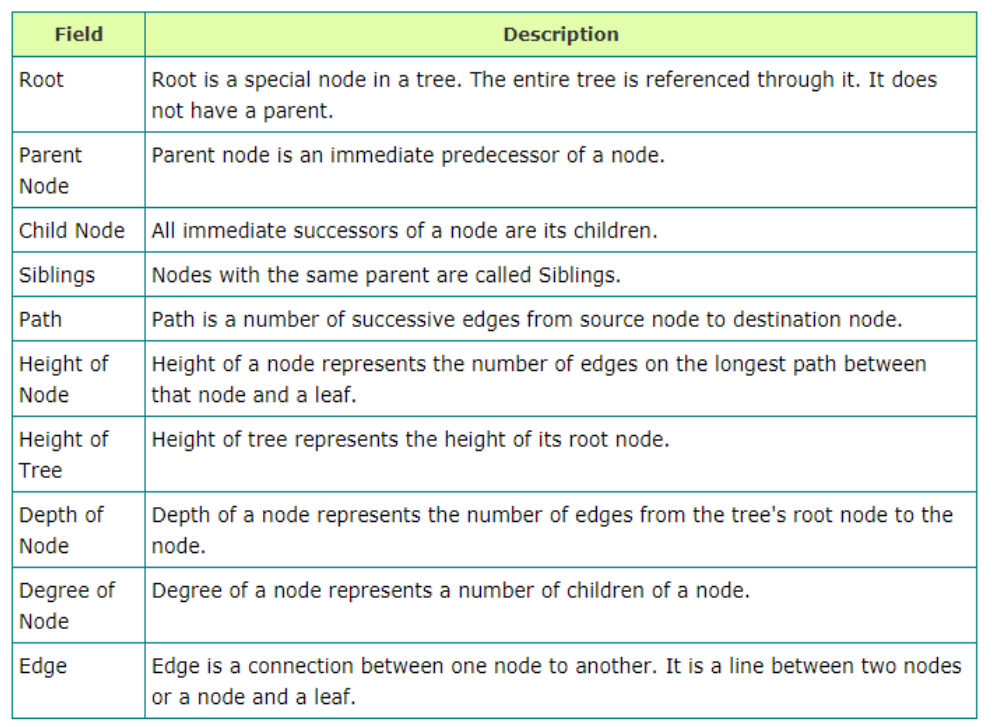 Field Description
Root Root is a special node in a tree. The entire tree is referenced through it. It does
not have a parent.
Parent Parent node is an immediate predecessor of a node.
Node
Child Node All immediate successors of a node are its children.
Siblings Nodes with the same parent are called Siblings.
Path Path is a number of successive edges from source node to destination node.
Height of Height of a node represents the number of edges on the longest path between
Node that node and a leaf.
Height of Height of tree represents the height of its root node.
Tree
Depth of Depth of a node represents the number of edges from the tree's root node to the
Node node.
Degree of Degree of a node represents a number of children of a node.
Node
Edge Edge is a connection between one node to another. It is a line between two nodes
or a node and a leaf.